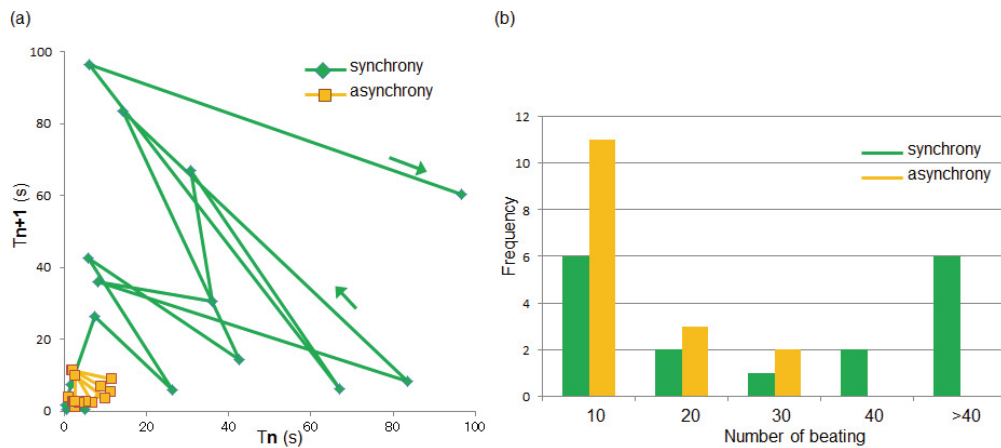 (a)
100
80
60
40
20
0
0 20 40 60 80 100
Tn+1 (s)
Tn (s)
synchrony
asynchrony
(b)
12
10
8
6
4
2
0
10 20 30 40 >40
Frequency
Number of beating
synchrony
asynchrony